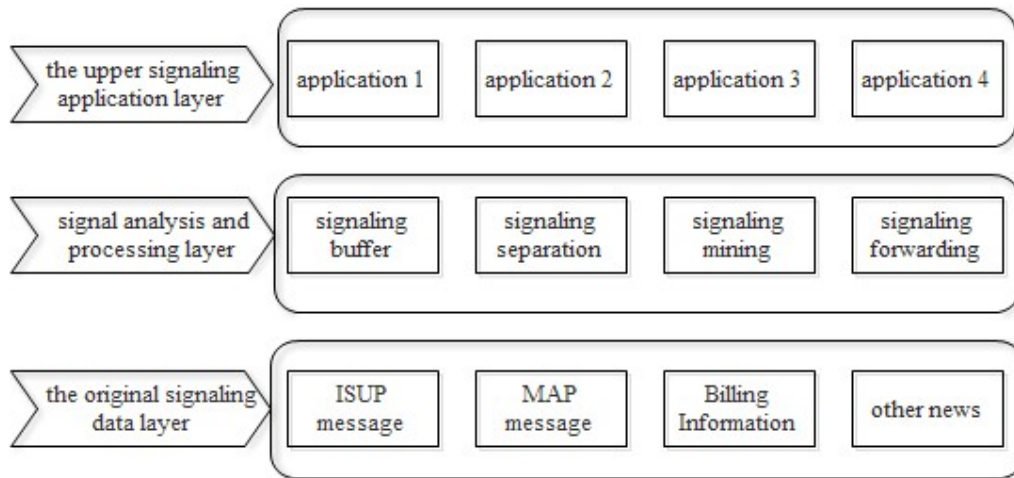 the upper signaling
application layer
application 1
application 2
application 3
application 4
signal analysis and
processing layer
signaling
buffer
signaling
separation
signaling
mining
signaling
forwarding
the original signaling
data layer
ISUP
message
MAP
message
Billing
Information
other news